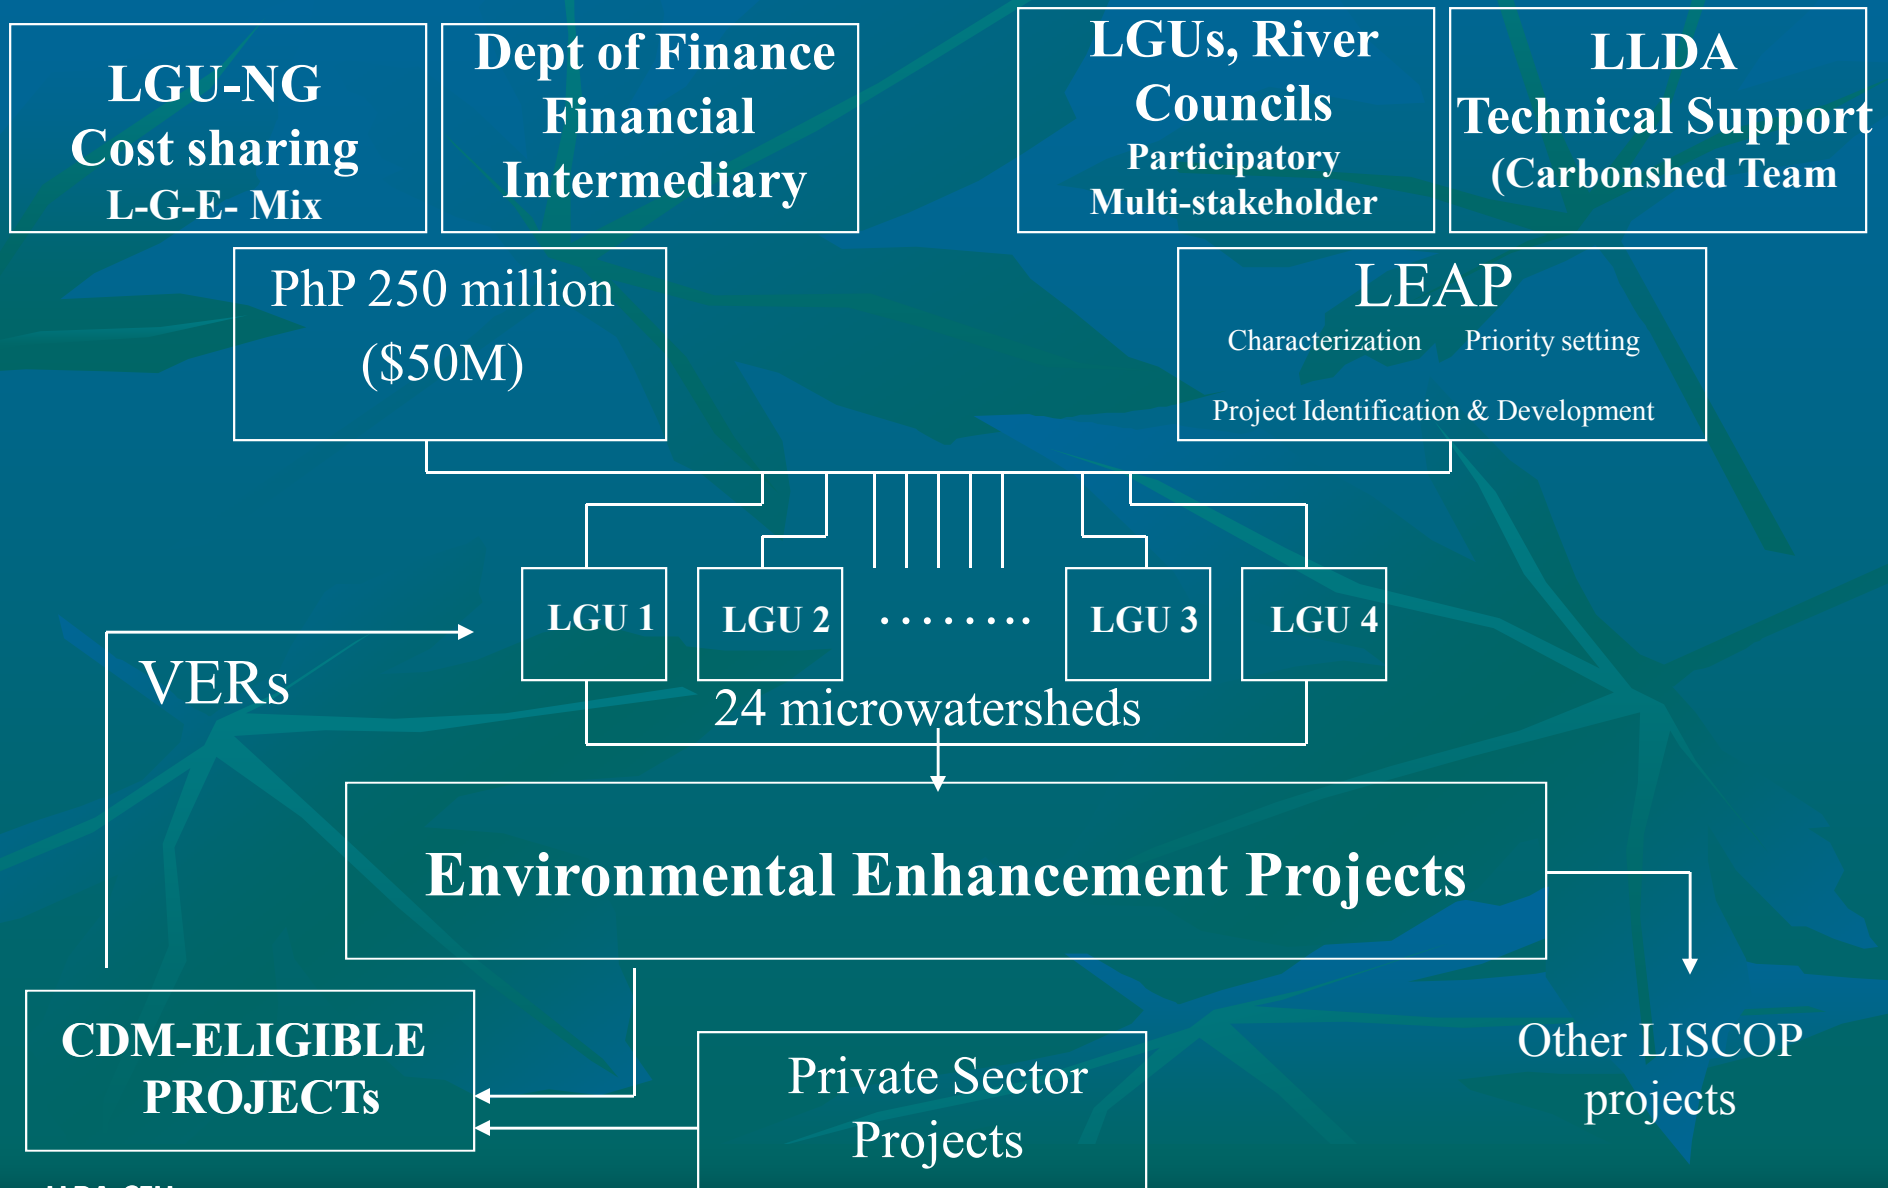 LGU-NG
Cost sharing
L-G-E- Mix
Dept of Finance
Financial
Intermediary
LGUs, River
Councils
Participatory
Multi-stakeholder
LLDA
Technical Support
(Carbonshed Team
PhP 250 million
($50M)
LEAP
Characterization Priority setting
Project Identification & Development
LGU 1
LGU 2
........
LGU 3
LGU 4
VERs
24 microwatersheds
Environmental Enhancement Projects
CDM-ELIGIBLE
PROJECTs
Private Sector
Projects
Other LISCOP
projects